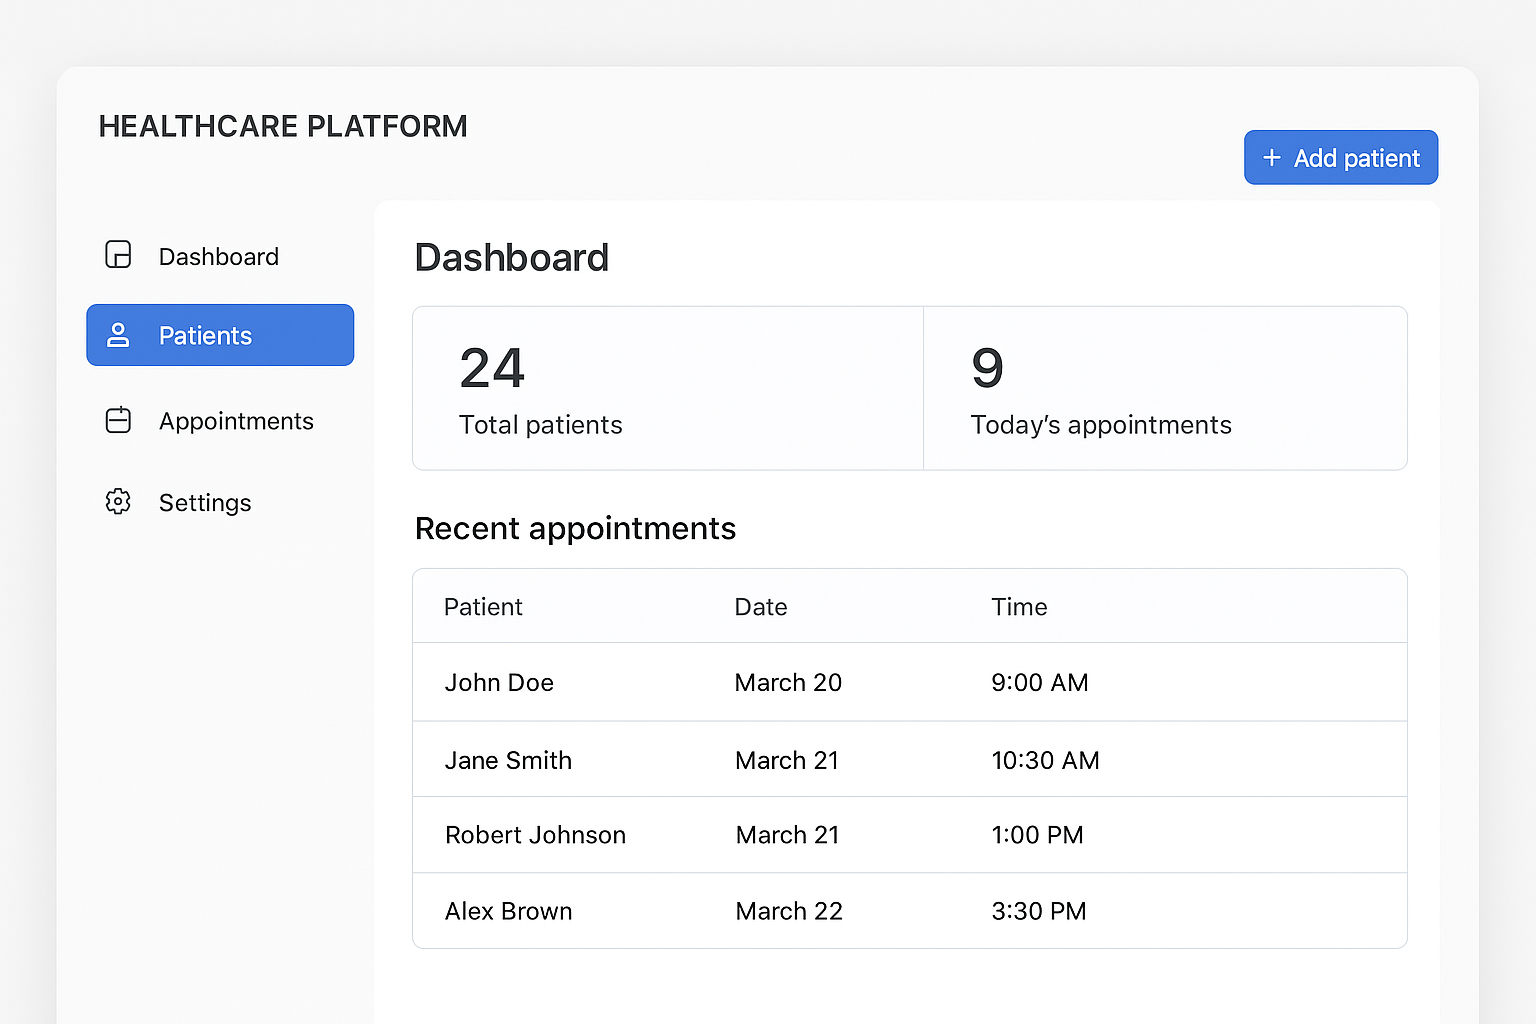 HEALTHCARE PLATFORM
+ Add patient
Dashboard
Patients
Appointments
Settings
Dashboard
24
Total patients
9
Today's appointments
Recent appointments
Patient Date Time
John Doe March 20 9:00 AM
Jane Smith March 21 10:30 AM
Robert Johnson March 21 1:00 PM
Alex Brown March 22 3:30 PM